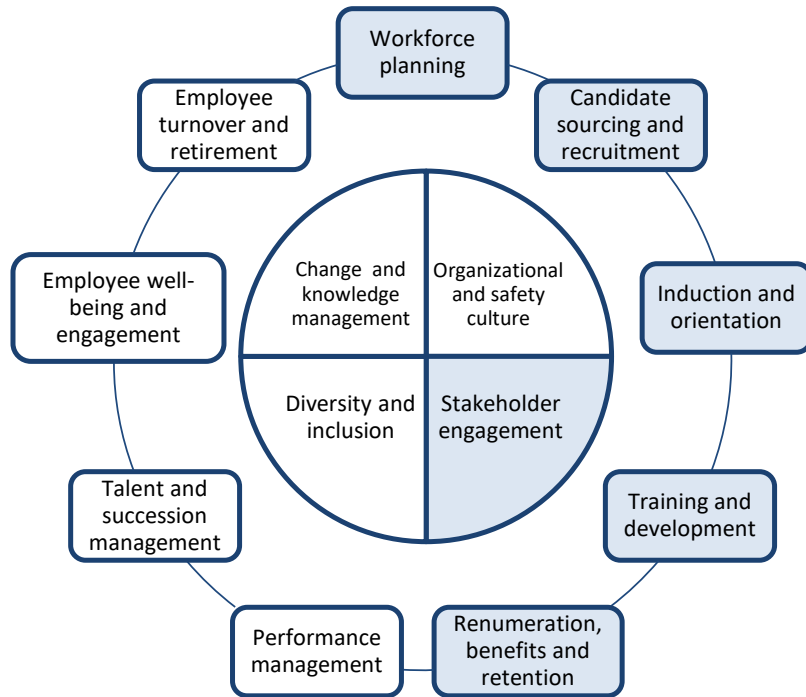 Workforce
planning
Candidate
sourcing and
recruitment
Induction and
orientation
Training and
development
Renumeration,
benefits and
retention
Performance
management
Talent and
succession
management
Employee well-
being and
engagement
Employee
turnover and
retirement
Change and
knowledge
management
Organizational
and safety
culture
Diversity and
inclusion
Stakeholder
engagement